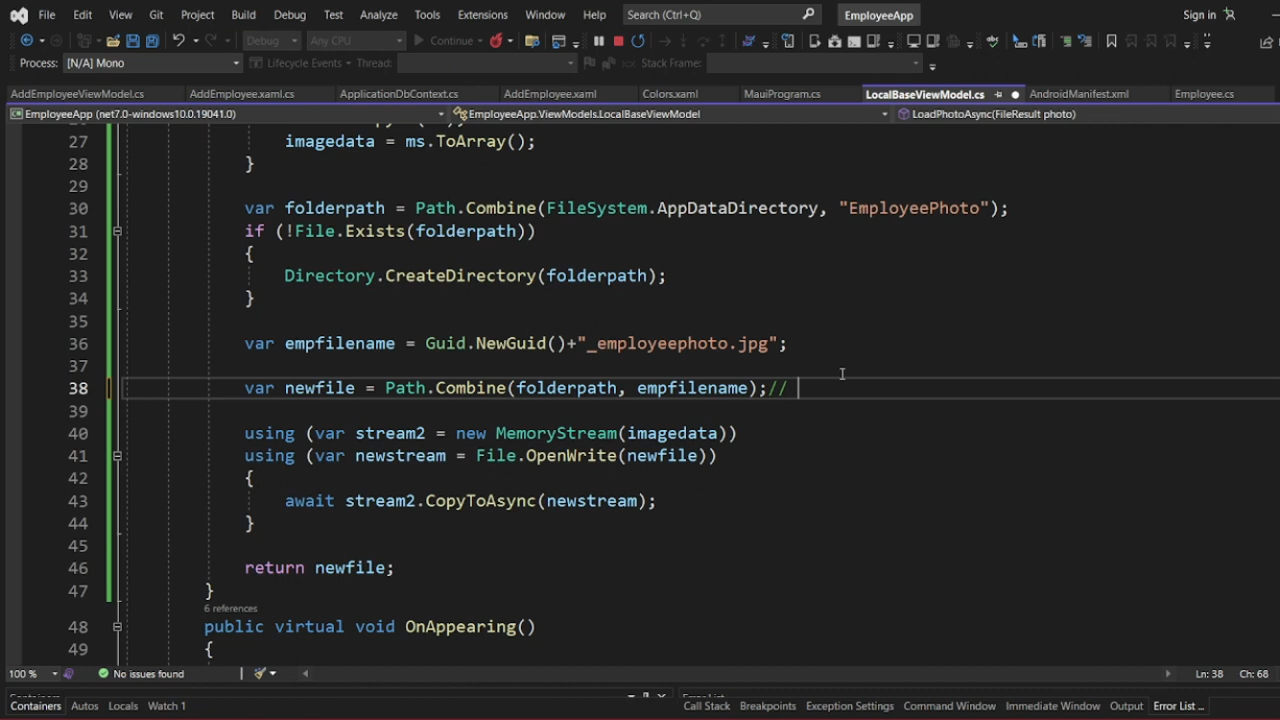 File Edit View Git Project Build Debug Test Analyze Tools Extensions Window Help Search (Ctrl+Q) EmployeeApp Sign in
Debug Any CPU Continue
Process: [N/A] Mono Lifecycle Events Thread: Stack Frame:
AddEmployeeViewModel.cs AddEmployee.xaml.cs ApplicationDbContext.cs AddEmployee.xaml Colors.xaml MauiProgram.cs LocalBaseViewModel.cs AndroidManifest.xml Employee.cs
EmployeeApp (net7.0-windows10.0.19041.0) EmployeeApp.ViewModels.LocalBaseViewModel LoadPhotoAsync(FileResult photo)
27 imagedata = ms.ToArray();
28 }
29
30 var folderpath = Path.Combine(FileSystem.AppDataDirectory, "EmployeePhoto");
31 if (!File.Exists(folderpath))
32 {
33 Directory.CreateDirectory(folderpath);
34 }
35
36 var empfilename = Guid.NewGuid()+"_employeephoto.jpg";
37
38 var newfile = Path.Combine(folderpath, empfilename);//
39
40 using (var stream2 = new MemoryStream(imagedata))
41 using (var newstream = File.OpenWrite(newfile))
42 {
43 await stream2.CopyToAsync(newstream);
44 }
45
46 return newfile;
47 }
6 references
48 public virtual void OnAppearing()
49 {
100 % No issues found Ln: 38 Ch: 68
Containers Autos Locals Watch 1 Call Stack Breakpoints Exception Settings Command Window Immediate Window Output Error List ...